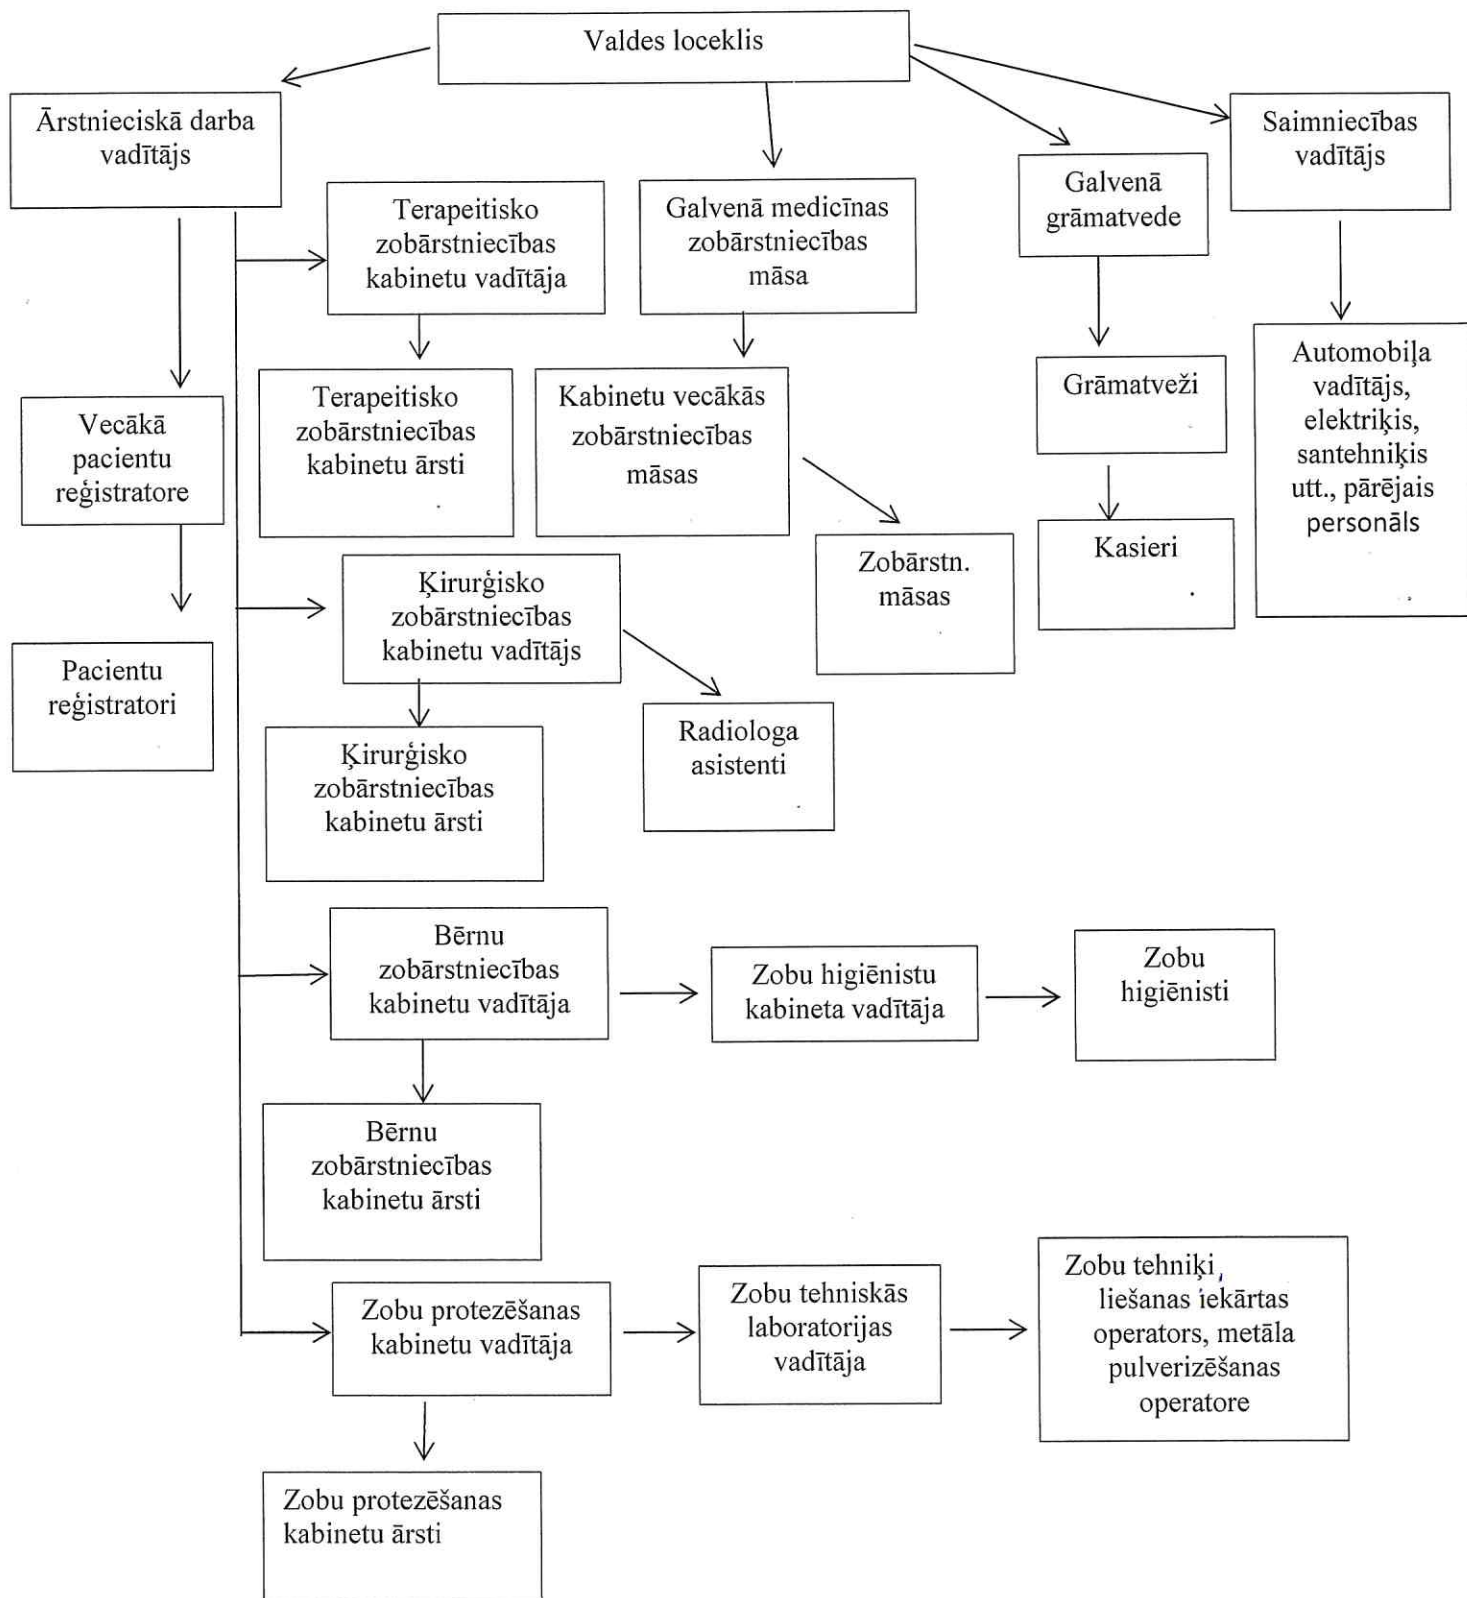 Valdes loceklis
Ārstnieciskā darba
vadītājs
Saimniecības
vadītājs
Galvenā
grāmatvede
Terapeitisko
zobārstniecības
kabinetu vadītāja
Galvenā medicīnas
zobārstniecības
māsa
Automobiļa
vadītājs,
elektriķis,
santehniķis
utt., pārējais
personāls
Grāmatveži
Terapeitisko
zobārstniecības
kabinetu ārsti
Kabinetu vecākās
zobārstniecības
māsas
Vecākā
pacientu
reģistratore
Kasieri
Zobārstn.
māsas
Ķirurģisko
zobārstniecības
kabinetu vadītājs
Pacientu
reģistratori
Radiologa
asistenti
Ķirurģisko
zobārstniecības
kabinetu ārsti
Bērnu
zobārstniecības
kabinetu vadītāja
Zobu higiēnistu
kabineta vadītāja
Zobu
higiēnisti
Bērnu
zobārstniecības
kabinetu ārsti
Zobu protezēšanas
kabinetu vadītāja
Zobu tehniskās
laboratorijas
vadītāja
Zobu tehniķi,
liešanas iekārtas
operators, metāla
pulverizēšanas
operatore
Zobu protezēšanas
kabinetu ārsti